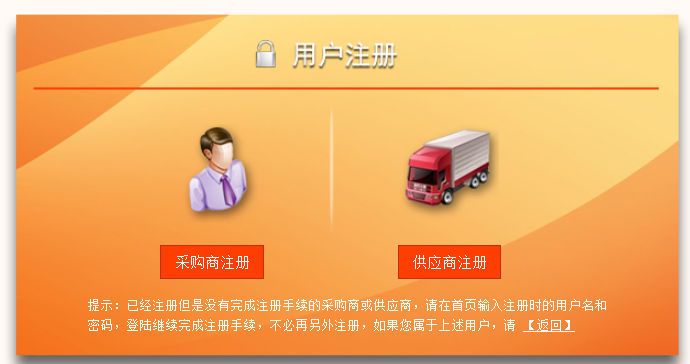 用户注册
采购商注册 供应商注册
提示：已经注册但是没有完成注册手续的采购商或供应商，请在首页输入注册时的用户名和
密码，登陆继续完成注册手续，不必再另外注册，如果您属于上述用户，请 【返回】